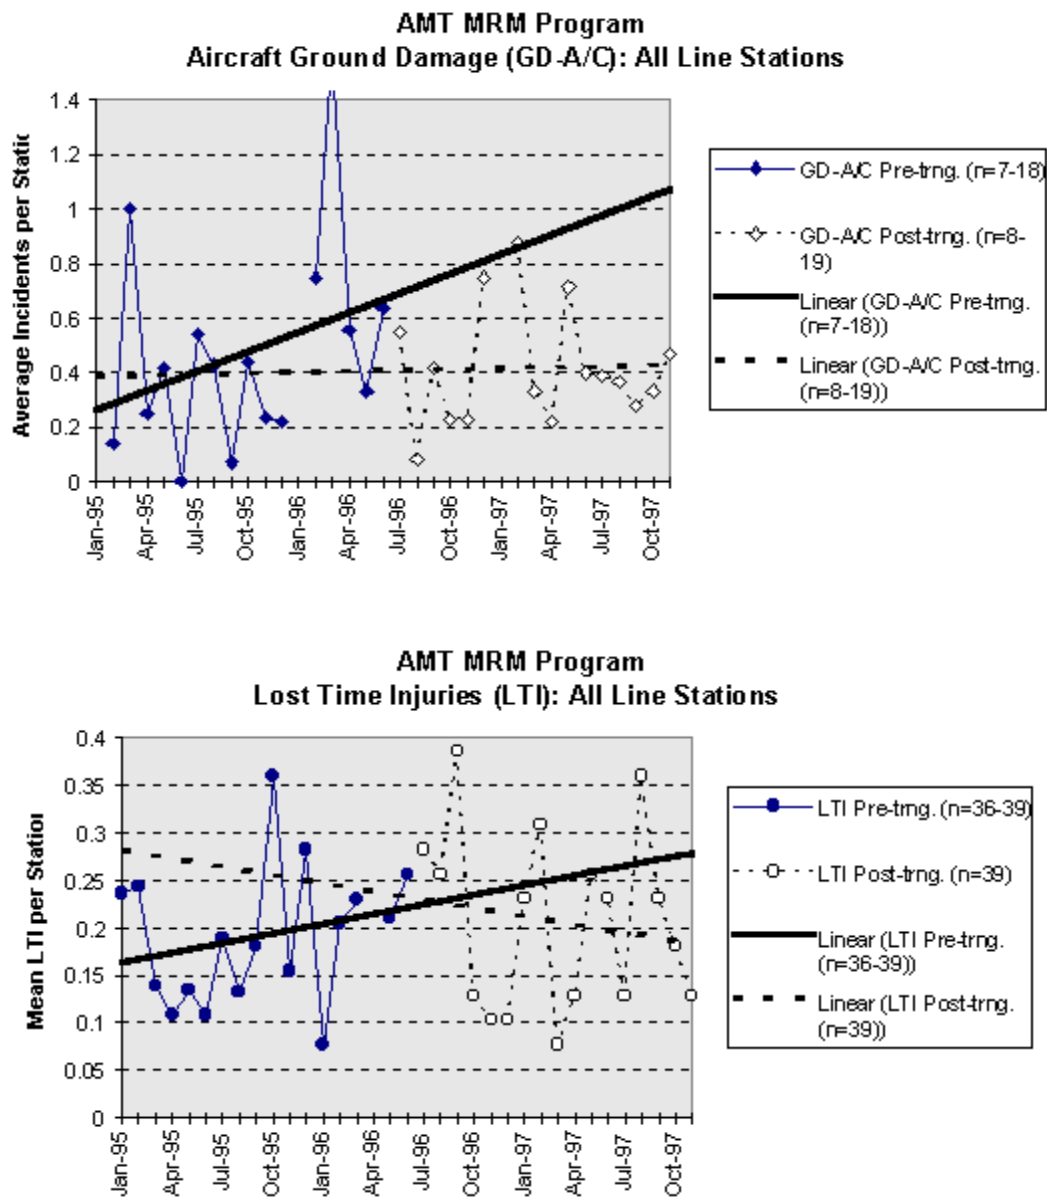 AMT MRM Program
Aircraft Ground Damage (GD-A/C): All Line Stations
Average Incidents per Static
1.4
1.2
1
0.8
0.6
0.4
0.2
0
Jan-95
Apr-95
Jul-95
Oct-95
Jan-96
Apr-96
Jul-96
Oct-96
Jan-97
Apr-97
Jul-97
Oct-97
GD-A/C Pre-trng. (n=7-18)
GD-A/C Post-trng. (n=8-
19)
Linear (GD-A/C Pre-trng.
(n=7-18))
Linear (GD-A/C Post-trng.
(n=8-19))
AMT MRM Program
Lost Time Injuries (LTI): All Line Stations
Mean LTI per Station
0.4
0.35
0.3
0.25
0.2
0.15
0.1
0.05
0
Jan-95
Apr-95
Jul-95
Oct-95
Jan-96
Apr-96
Jul-96
Oct-96
Jan-97
Apr-97
Jul-97
Oct-97
LTI Pre-trng. (n=36-39)
LTI Post-trng. (n=39)
Linear (LTI Pre-trng.
(n=36-39))
Linear (LTI Post-trng.
(n=39))